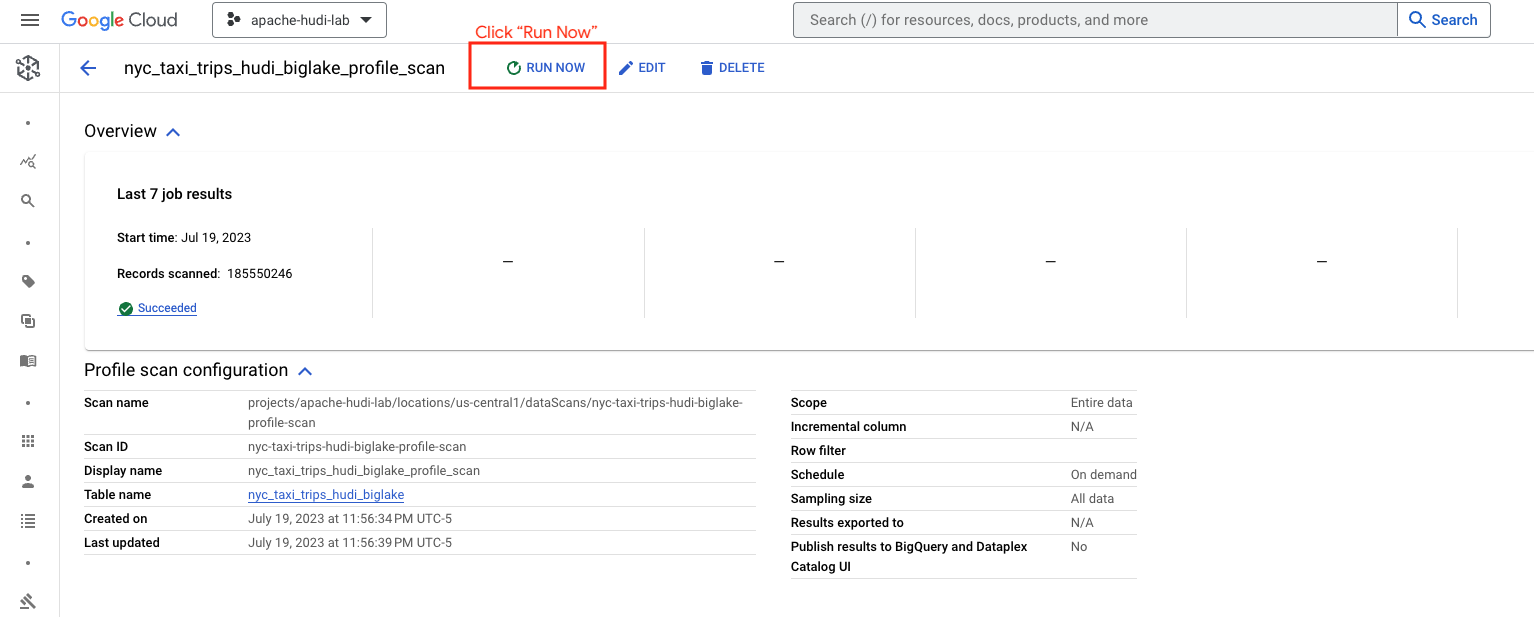 Google Cloud
apache-hudi-lab
Search (/) for resources, docs, products, and more
Search
Click “Run Now”
nyc_taxi_trips_hudi_biglake_profile_scan
RUN NOW
EDIT
DELETE
Overview
Last 7 job results
Start time: Jul 19, 2023
Records scanned: 185550246
Succeeded
–
–
–
–
Profile scan configuration
Scan name projects/apache-hudi-lab/locations/us-central1/dataScans/nyc-taxi-trips-hudi-biglake-
profile-scan
Scan ID nyc-taxi-trips-hudi-biglake-profile-scan
Display name nyc_taxi_trips_hudi_biglake_profile_scan
Table name nyc_taxi_trips_hudi_biglake
Created on July 19, 2023 at 11:56:34 PM UTC-5
Last updated July 19, 2023 at 11:56:39 PM UTC-5
Scope Entire data
Incremental column N/A
Row filter
Schedule On demand
Sampling size All data
Results exported to N/A
Publish results to BigQuery and Dataplex No
Catalog UI